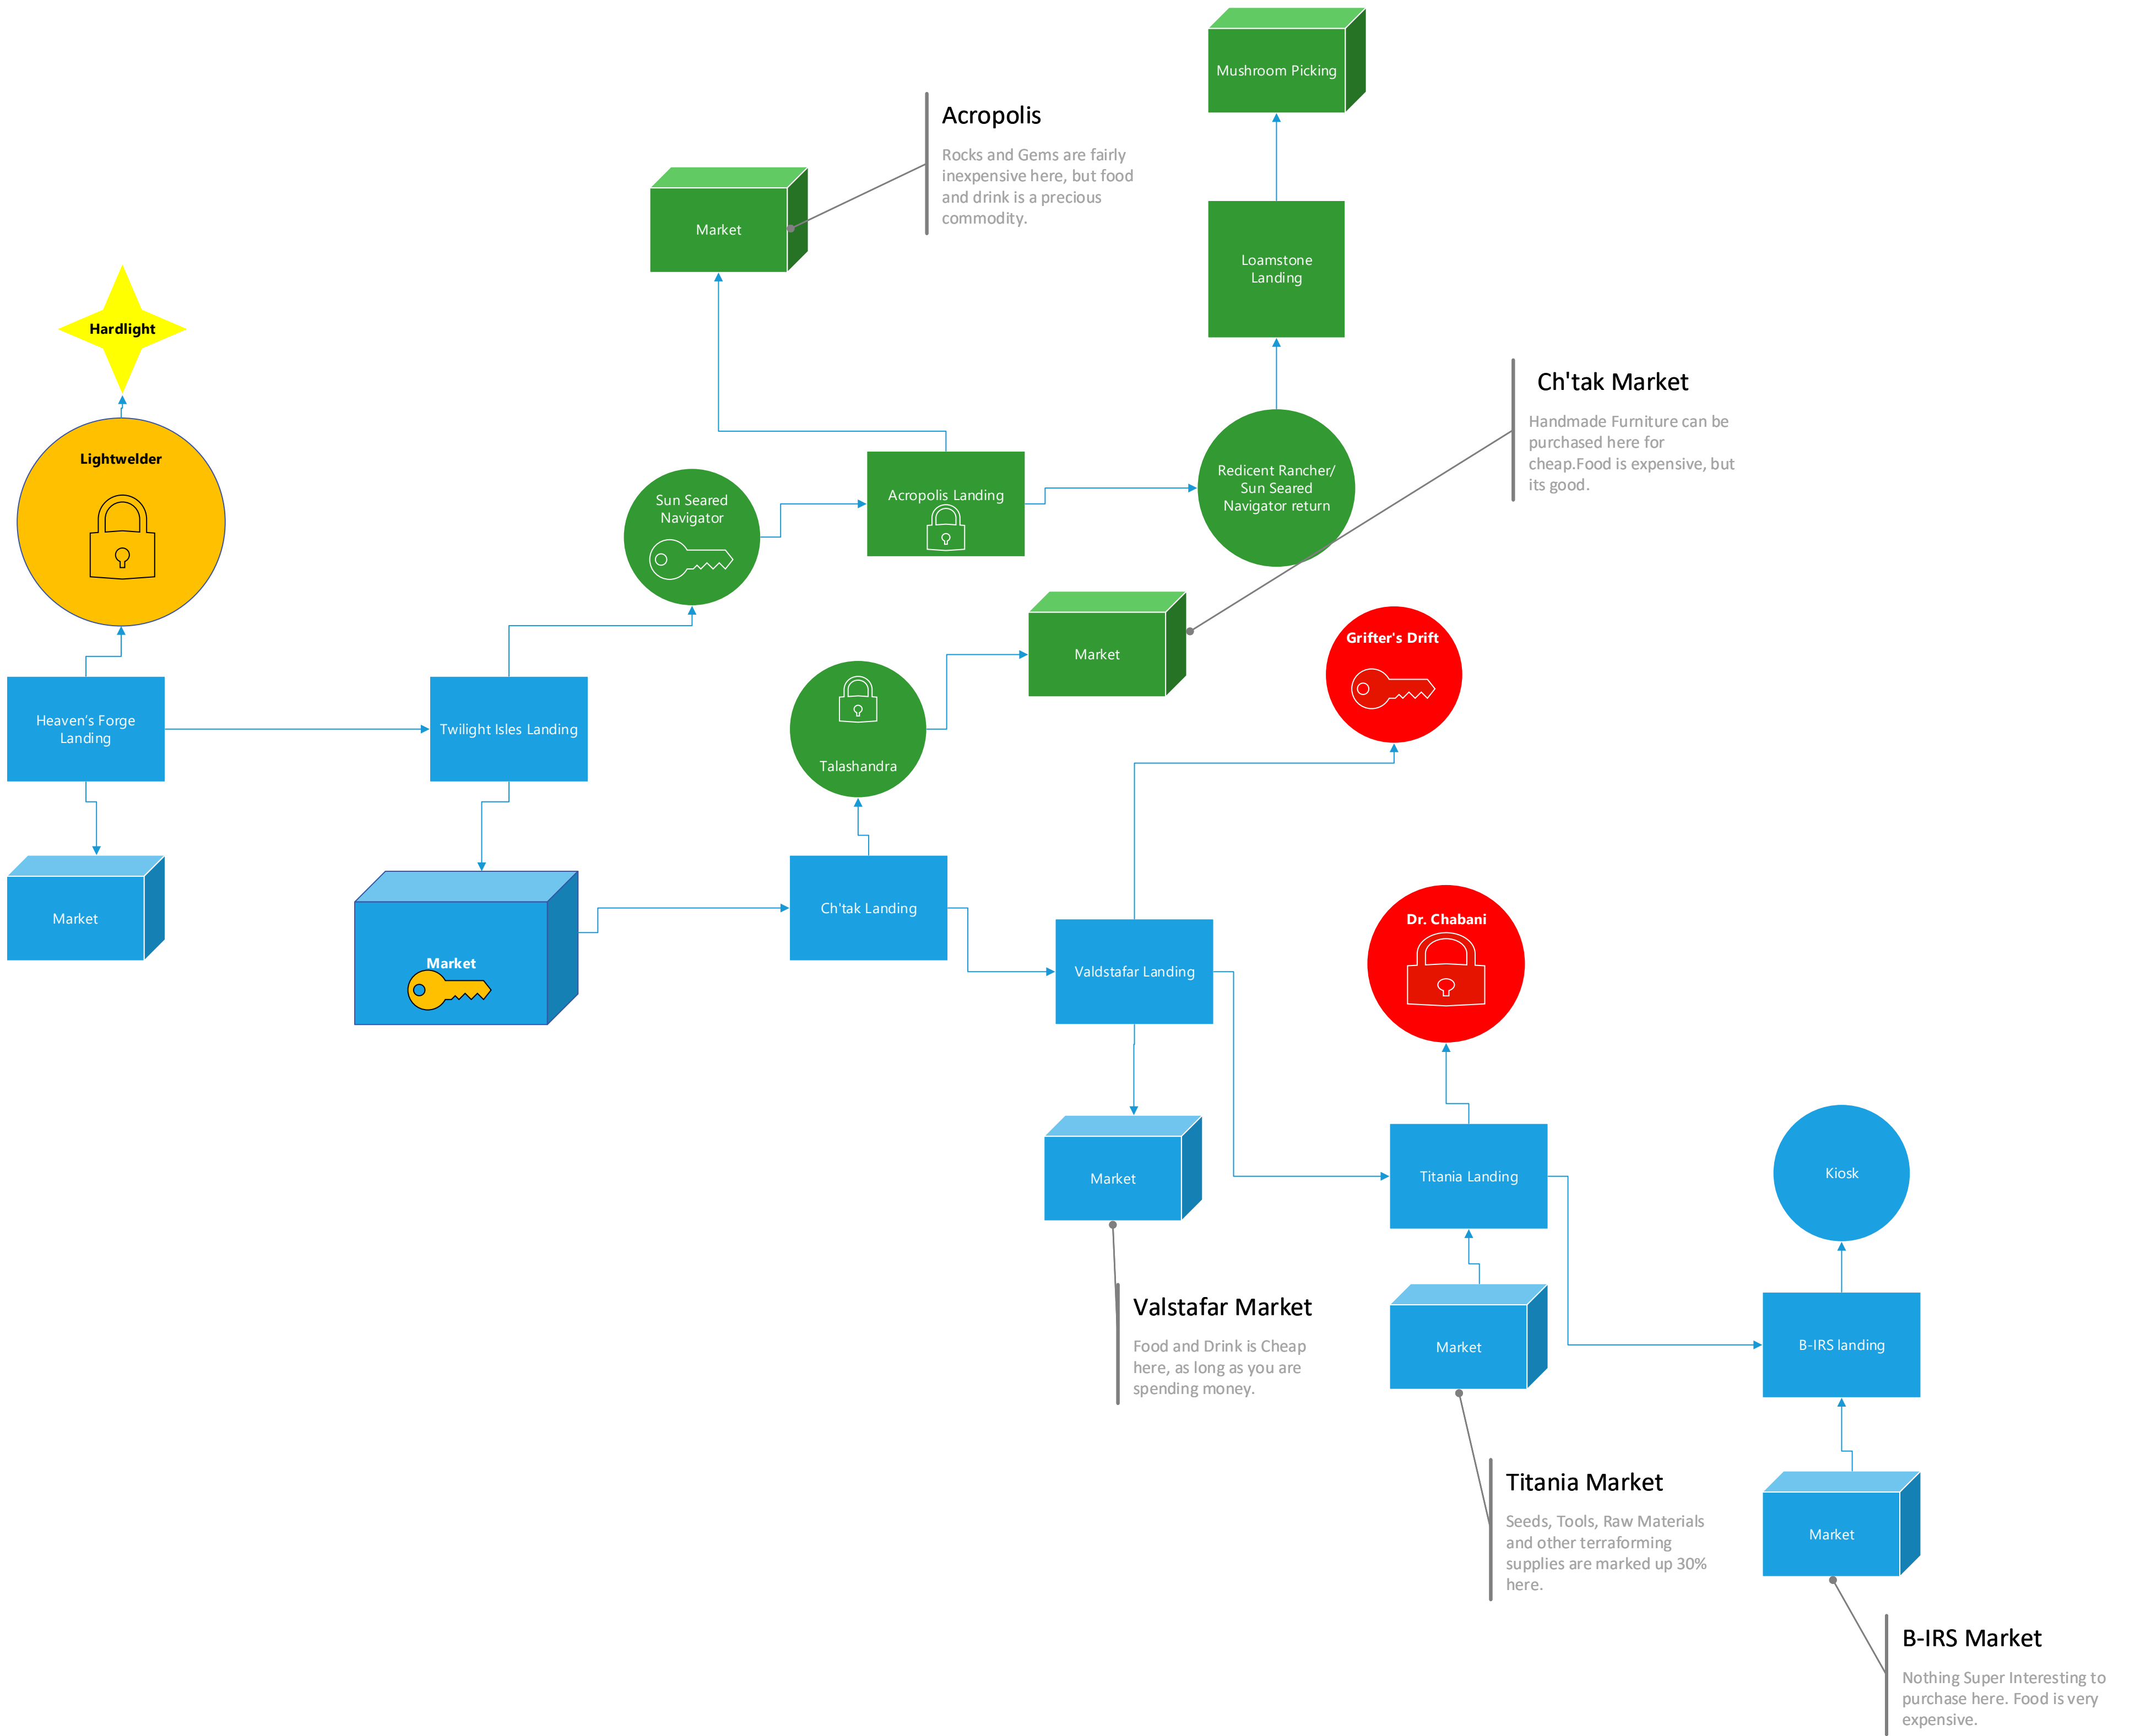 Mushroom Picking
Acropolis
Rocks and Gems are fairly
inexpensive here, but food
and drink is a precious
commodity.
Market
Loamstone
Landing
Hardlight
Ch'tak Market
Handmade Furniture can be
purchased here for
cheap.Food is expensive, but
its good.
Lightwelder
Sun Seared
Navigator
Acropolis Landing
Redicent Rancher/
Sun Seared
Navigator return
Market
Grifter's Drift
Heaven's Forge
Landing
Twilight Isles Landing
Talashandra
Market
Market
Ch'tak Landing
Valdstafar Landing
Dr. Chabani
Market
Titania Landing
Kiosk
Valstafar Market
Food and Drink is Cheap
here, as long as you are
spending money.
Market
B-IRS landing
Titania Market
Seeds, Tools, Raw Materials
and other terraforming
supplies are marked up 30%
here.
Market
B-IRS Market
Nothing Super Interesting to
purchase here. Food is very
expensive.